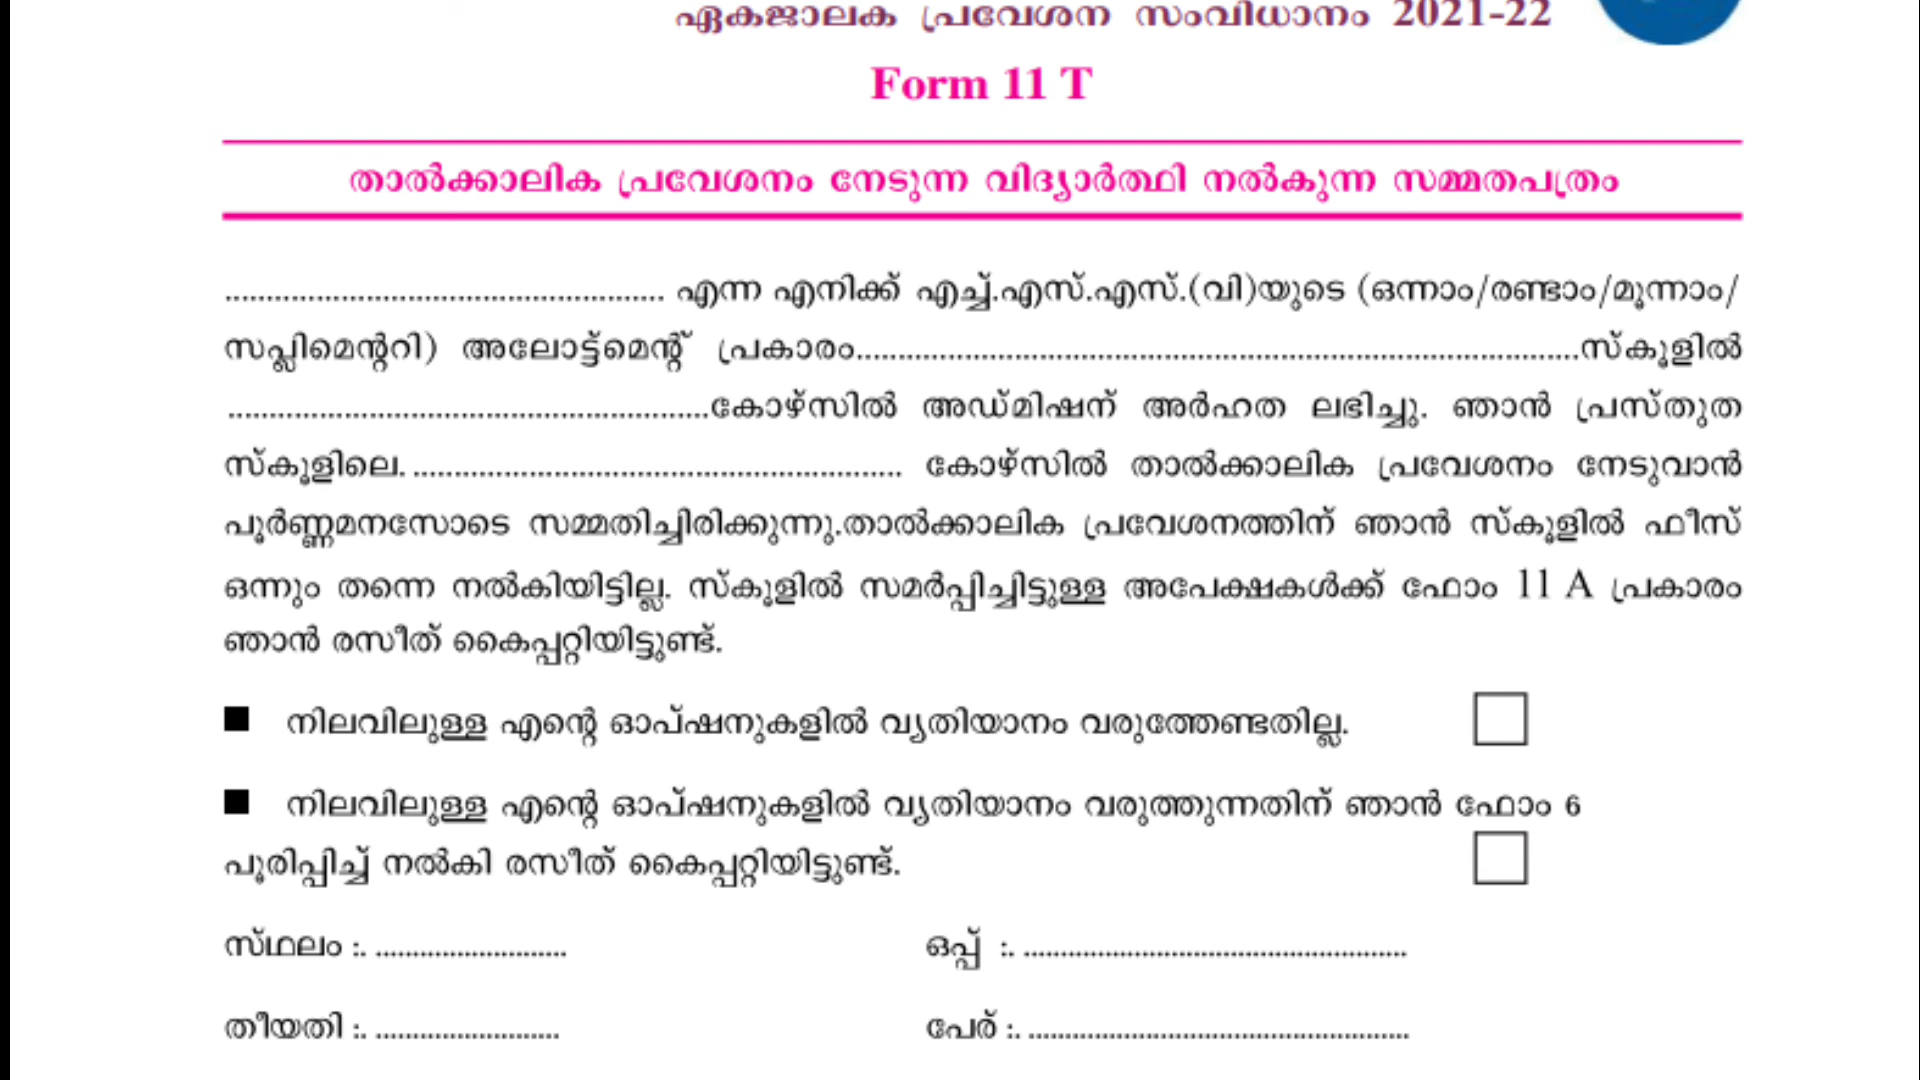 ഏകജാലക പ്രവേശന സംവിധാനം 2021-22
Form 11 T
താൽക്കാലിക പ്രവേശനം നേടുന്ന വിദ്യാർത്ഥി നൽകുന്ന സമ്മതപത്രം
..................................................... എന്ന എനിക്ക് എച്ച്.എസ്.എസ്.(വി)യുടെ (ഒന്നാം/രണ്ടാം/മൂന്നാം/
സപ്ലിമെന്ററി) അലോട്ട്മെന്റ് പ്രകാരം.......................................................................................സ്കൂളിൽ
..........................................................കോഴ്സിൽ അഡ്മിഷന് അർഹത ലഭിച്ചു. ഞാൻ പ്രസ്തുത
സ്കൂളിലെ. ........................................................... കോഴ്സിൽ താൽക്കാലിക പ്രവേശനം നേടുവാൻ
പൂർണ്ണമനസോടെ സമ്മതിച്ചിരിക്കുന്നു.താൽക്കാലിക പ്രവേശനത്തിന് ഞാൻ സ്കൂളിൽ ഫീസ്
ഒന്നും തന്നെ നൽകിയിട്ടില്ല. സ്കൂളിൽ സമർപ്പിച്ചിട്ടുള്ള അപേക്ഷകൾക്ക് ഫോം 11 A പ്രകാരം
ഞാൻ രസീത് കൈപ്പറ്റിയിട്ടുണ്ട്.
■ നിലവിലുള്ള എന്റെ ഓപ്ഷനുകളിൽ വ്യതിയാനം വരുത്തേണ്ടതില്ല.
■ നിലവിലുള്ള എന്റെ ഓപ്ഷനുകളിൽ വ്യതിയാനം വരുത്തുന്നതിന് ഞാൻ ഫോം 6
പൂരിപ്പിച്ച് നൽകി രസീത് കൈപ്പറ്റിയിട്ടുണ്ട്.
സ്ഥലം :. .......................... ഒപ്പ് :. ....................................................
തീയതി :. ......................... പേര് :. ....................................................